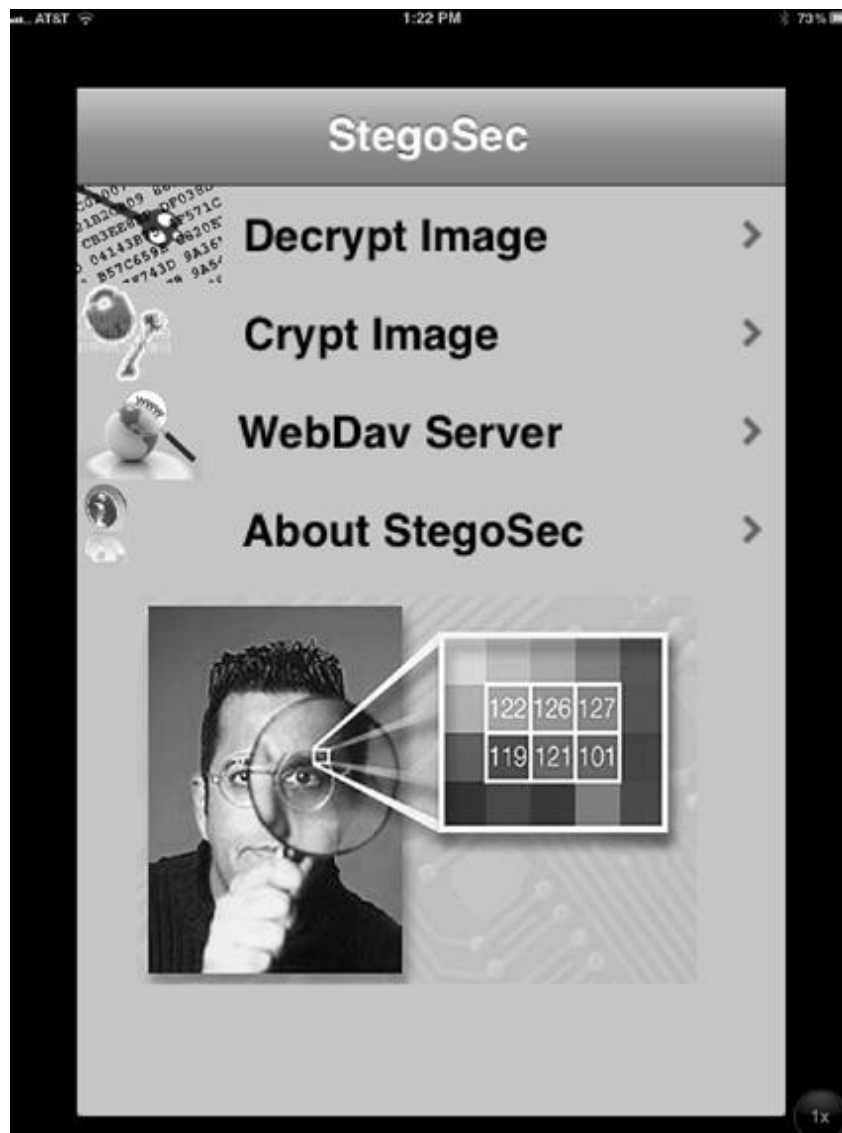 AT&T 1:22 PM 73%
StegoSec
Decrypt Image
Crypt Image
WebDav Server
About StegoSec
122 126 127
119 121 101
1x